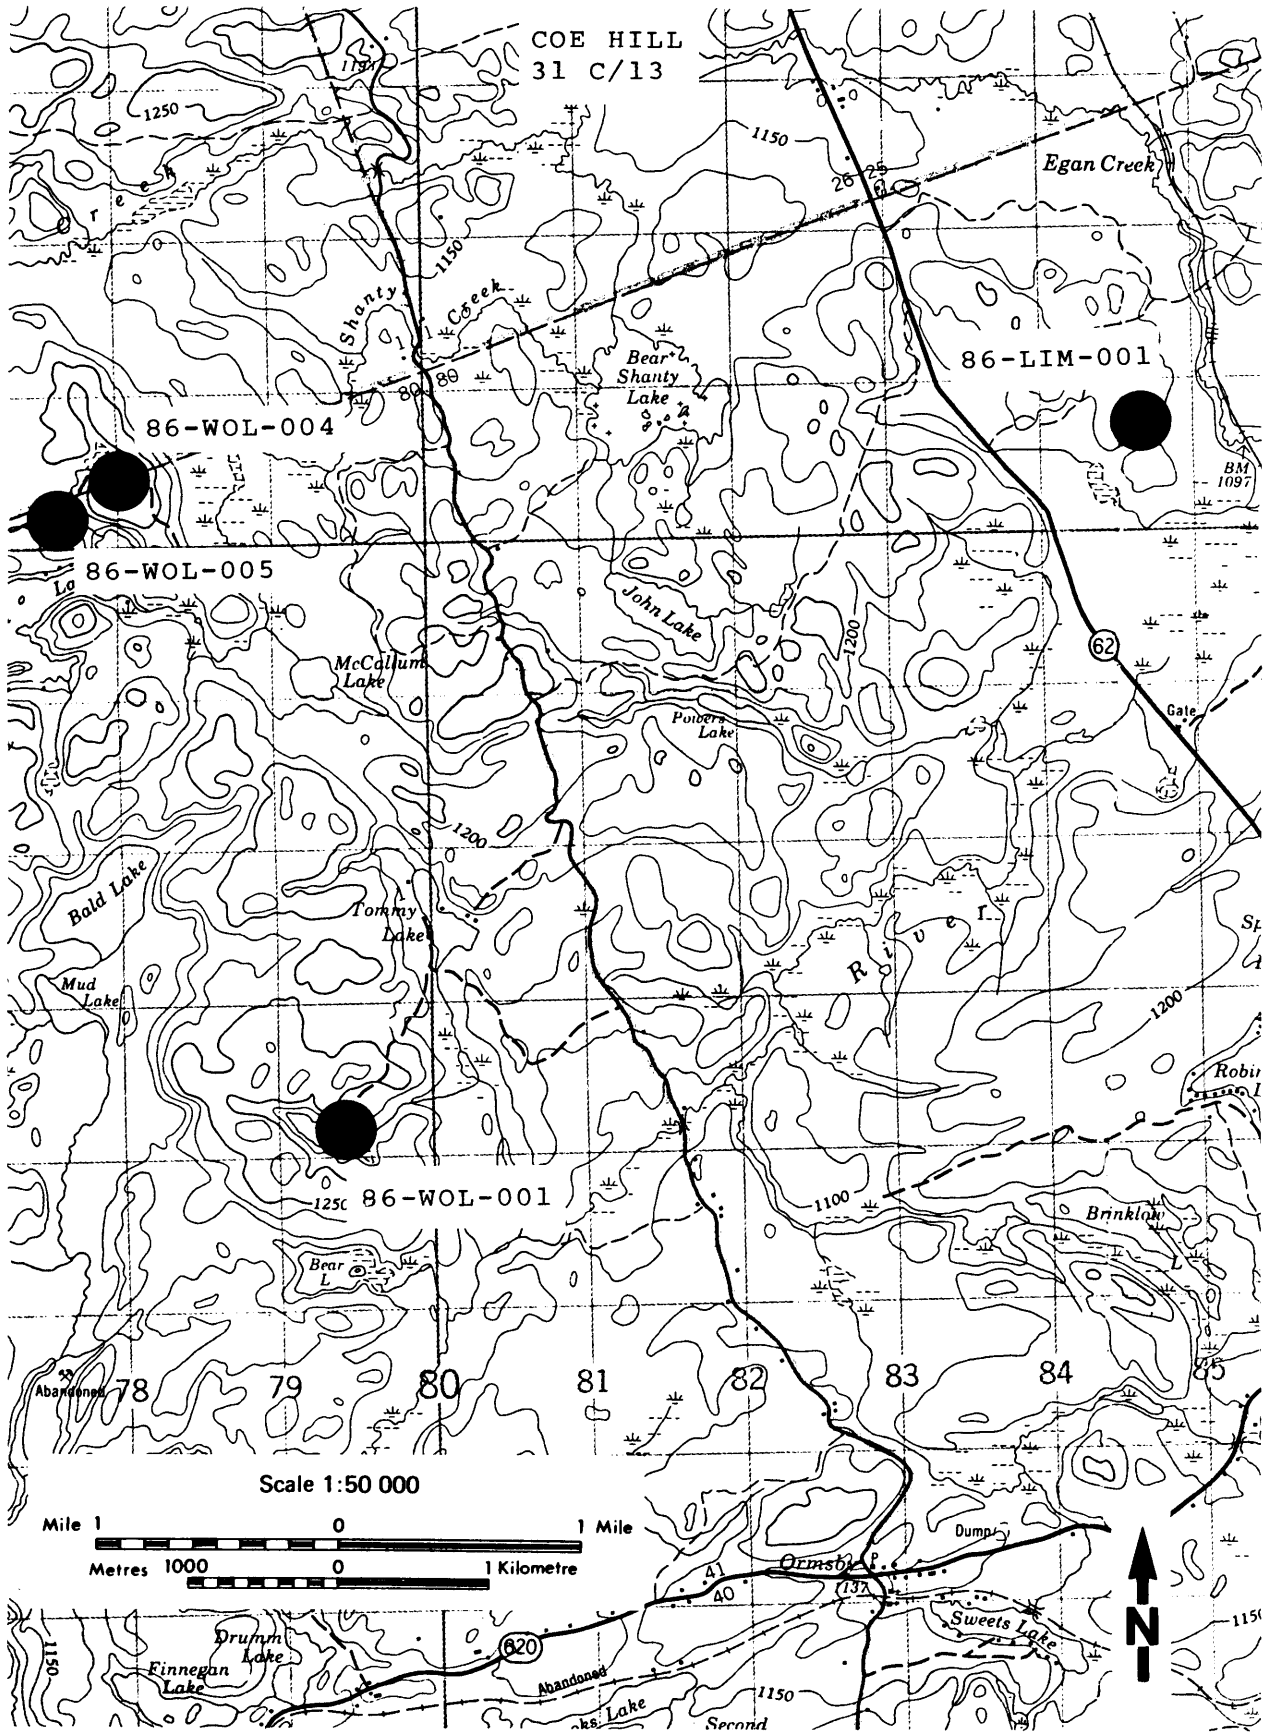 COE HILL
31 C/13
1250
1150
26 25
Egan Creek
reek
1150
Shanty
Creek
Bear
Shanty
Lake
86-LIM-001
80 80
86-WOL-004
BM
1097
86-WOL-005
John Lake
1200
62
McCallum
Lake
Powers
Lake
Gate
1200
Bald Lake
Tommy
Lake
River
Mud
Lake
1200
86-WOL-001
1100
Brinklow
L
Bear
L
Abandoned
78 79 80 81 82 83 84 85
Scale 1:50 000
Mile 1 0 1 Mile
Metres 1000 0 1 Kilometre
Dump
Ormsby
41
40
137
N
Sweets Lake
1150
Drumm
Lake
620
1150
Finnegan
Lake
Abandoned
1150
Lake
Second